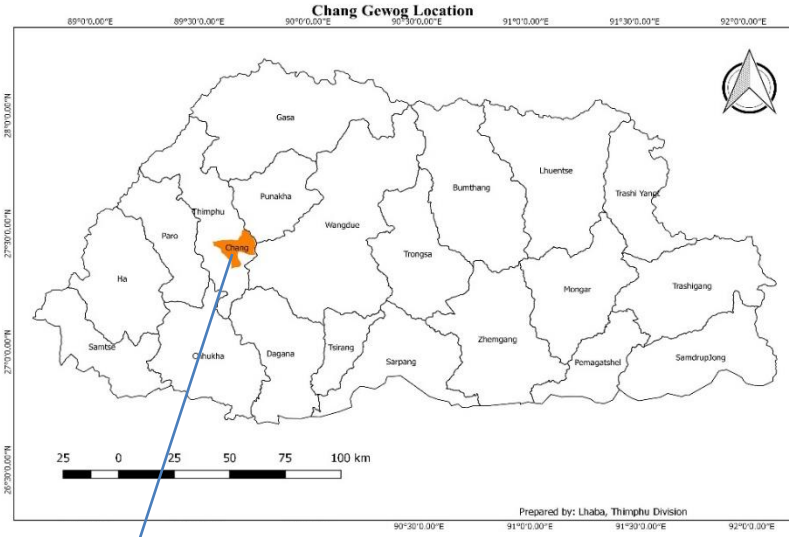 Chang Gewog Location
89°0'0.00"E 89°30'0.00"E 90°0'0.00"E 90°30'0.00"E 91°0'0.00"E 91°30'0.00"E 92°0'0.00"E
28°0'0.00"N
27°30'0.00"N
27°0'0.00"N
26°30'0.00"N
Gasa
Punakha
Thimphu
Paro
Chang
Ha
Wangdue
Bumthang
Lhuentse
Trashi Yangt
Trongsa
Mongar
Trashigang
Samtse
Chhukha
Dagana
Tsirang
Sarpang
Zhemgang
Pemagatshel
SamdrupJong
25 0 25 50 75 100 km
Prepared by: Lhaba, Thimphu Division
90°30'0.00"E 91°0'0.00"E 91°30'0.00"E 92°0'0.00"E